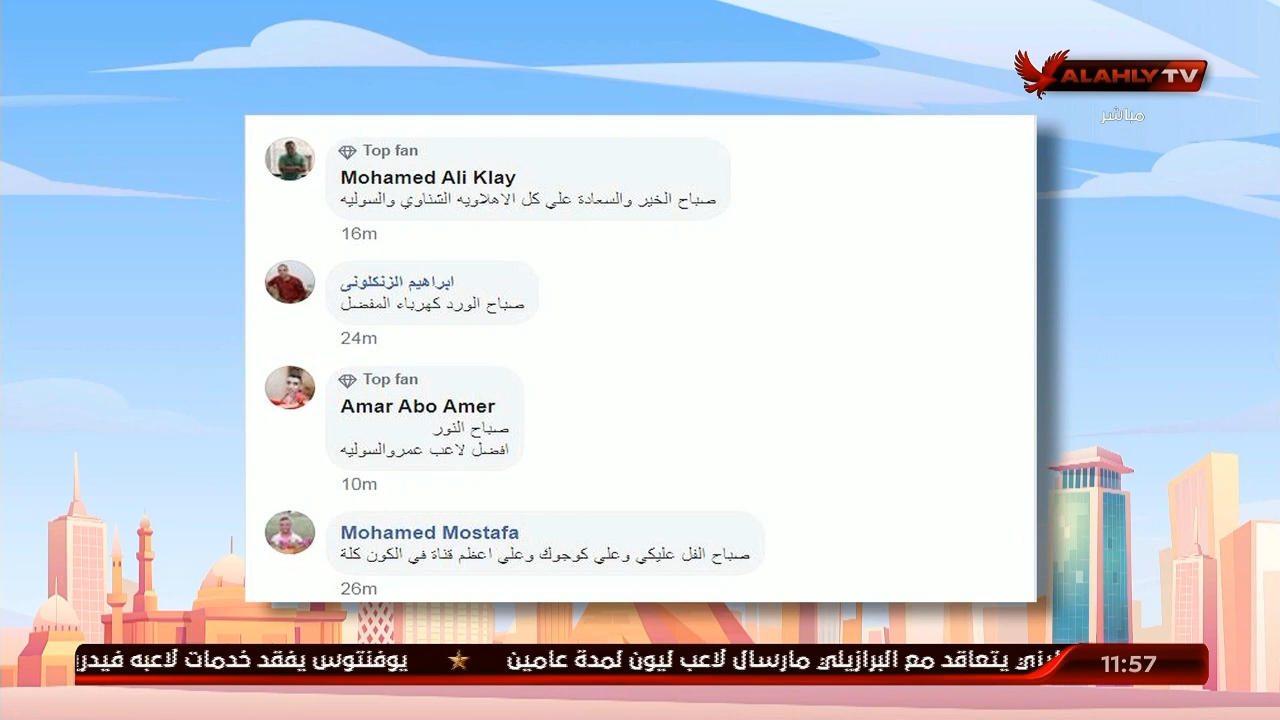 ALAHLY TV
مباشر
Top fan
Mohamed Ali Klay
صباح الخير والسعادة علي كل الاهلاويه الشناوي والسوليه
16m
ابراهيم الزنكلونى
صباح الورد كهرباء المفضل
24m
Top fan
Amar Abo Amer
صباح النور
افضل لاعب عمروالسوليه
10m
Mohamed Mostafa
صباح الفل عليكي وعلي كوجوك وعلي اعظم قناة في الكون كلة
26m
يتعاقد مع البرازيلي مارسال لاعب ليون لمدة عامين ★ يوفنتوس يفقد خدمات لاعبه
11:57